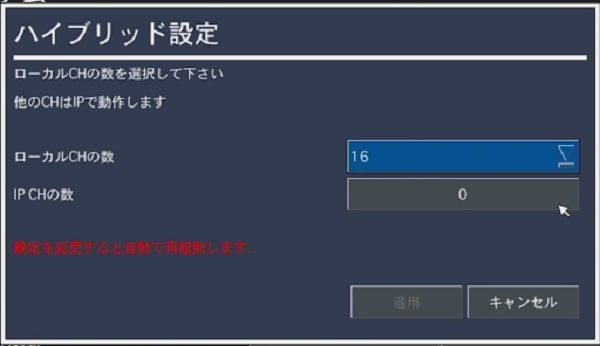 ハイブリッド設定
ローカルCHの数を選択して下さい
他のCHはIPで動作します
ローカルCHの数
16
IP CHの数
0
設定を変更すると自動で再起動します.
適用
キャンセル